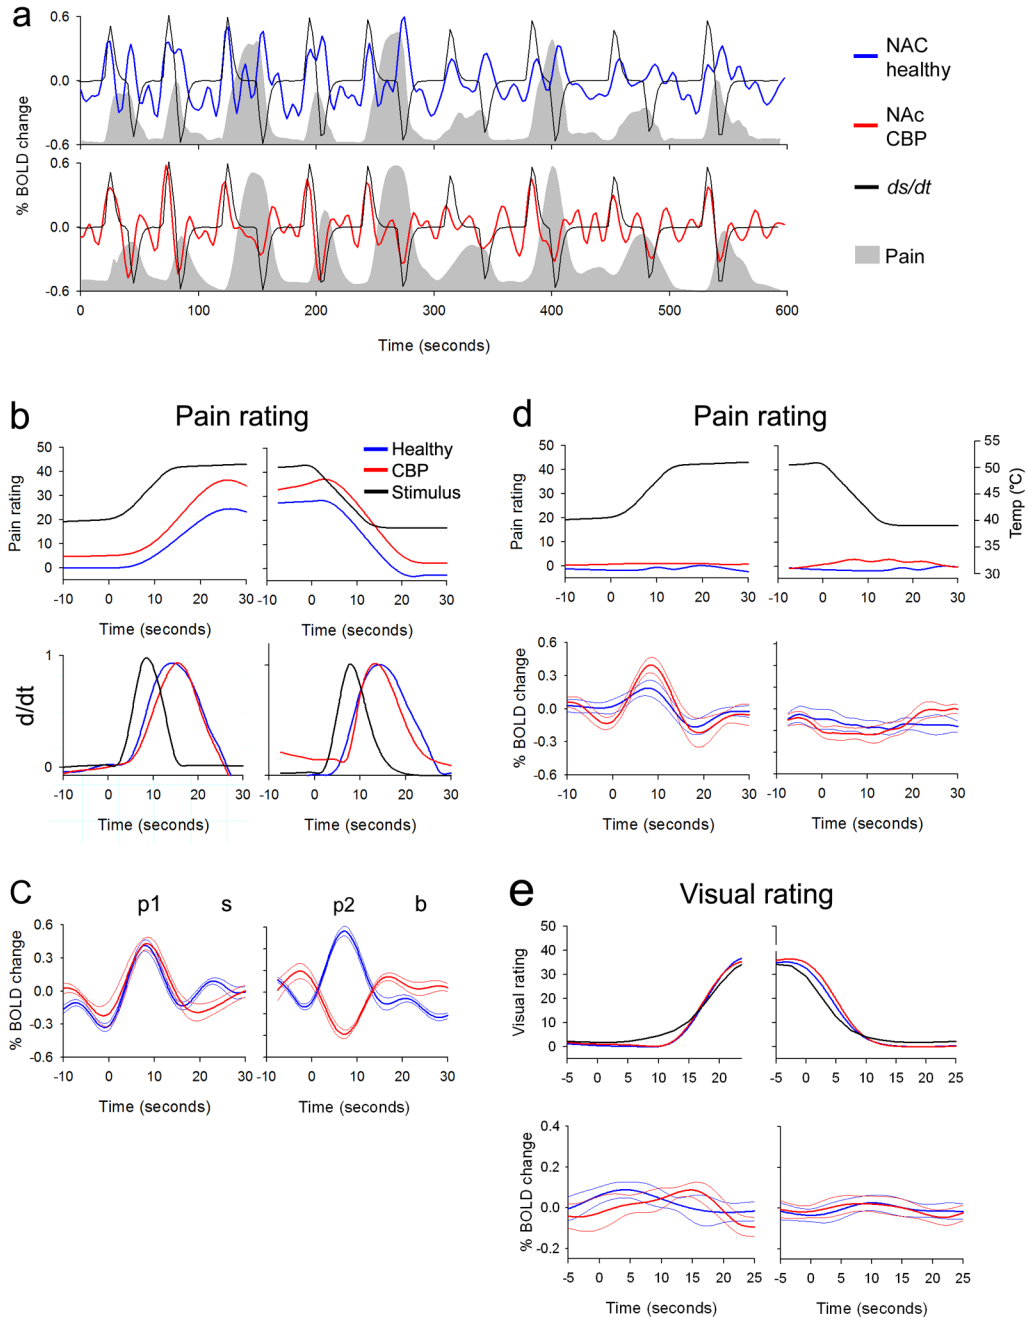 a
0.6
0.0
-0.6
0.6
0.0
-0.6
% BOLD change
0 100 200 300 400 500 600
Time (seconds)
NAC
healthy
NAc
CBP
ds/dt
Pain
b
Pain rating
50
40
30
20
10
0
Pain rating
Healthy
CBP
Stimulus
-10 0 10 20 30
-10 0 10 20 30
Time (seconds)
Time (seconds)
1
0
d/dt
-10 0 10 20 30
-10 0 10 20 30
Time (seconds)
Time (seconds)
c
p1 s p2 b
0.6
0.3
0.0
-0.3
-0.6
% BOLD change
-10 0 10 20 30
-10 0 10 20 30
Time (seconds)
Time (seconds)
d
Pain rating
50
40
30
20
10
0
Pain rating
55
50
45
40
35
30
Temp (°C)
-10 0 10 20 30
-10 0 10 20 30
Time (seconds)
Time (seconds)
0.6
0.3
0.0
-0.3
-0.6
% BOLD change
-10 0 10 20 30
-10 0 10 20 30
Time (seconds)
Time (seconds)
e
Visual rating
50
40
30
20
10
0
Visual rating
-5 0 5 10 15 20
-5 0 5 10 15 20 25
Time (seconds)
Time (seconds)
0.4
0.2
0.0
-0.2
% BOLD change
-5 0 5 10 15 20 25
-5 0 5 10 15 20 25
Time (seconds)
Time (seconds)